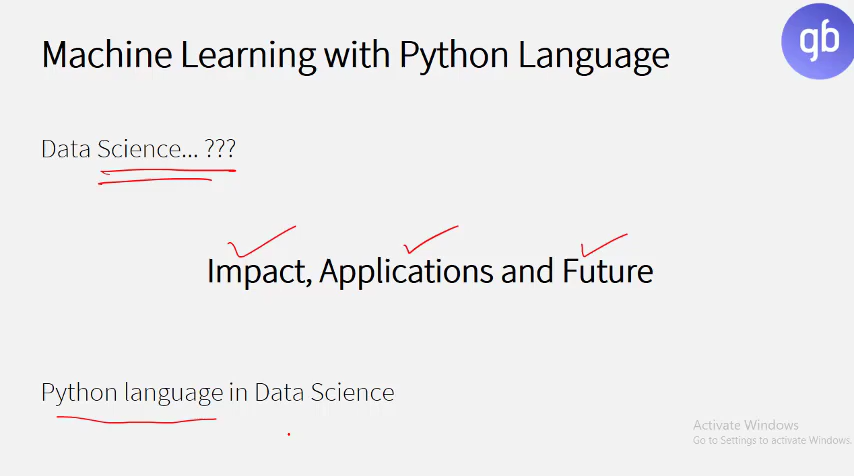 Machine Learning with Python Language
gb
Data Science... ???
Impact, Applications and Future
Python language in Data Science
Activate Windows
Go to Settings to activate Windows.